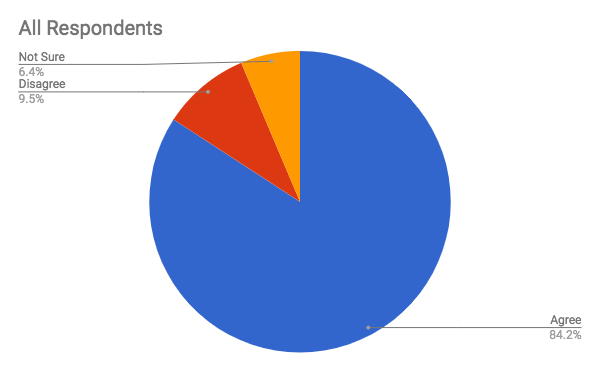 All Respondents
Not Sure
6.4%
Disagree
9.5%
Agree
84.2%